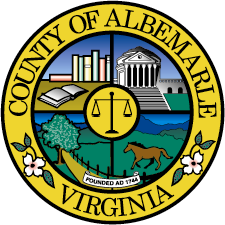 COUNTY OF ALBEMARLE
FOUNDED AD 1744
VIRGINIA